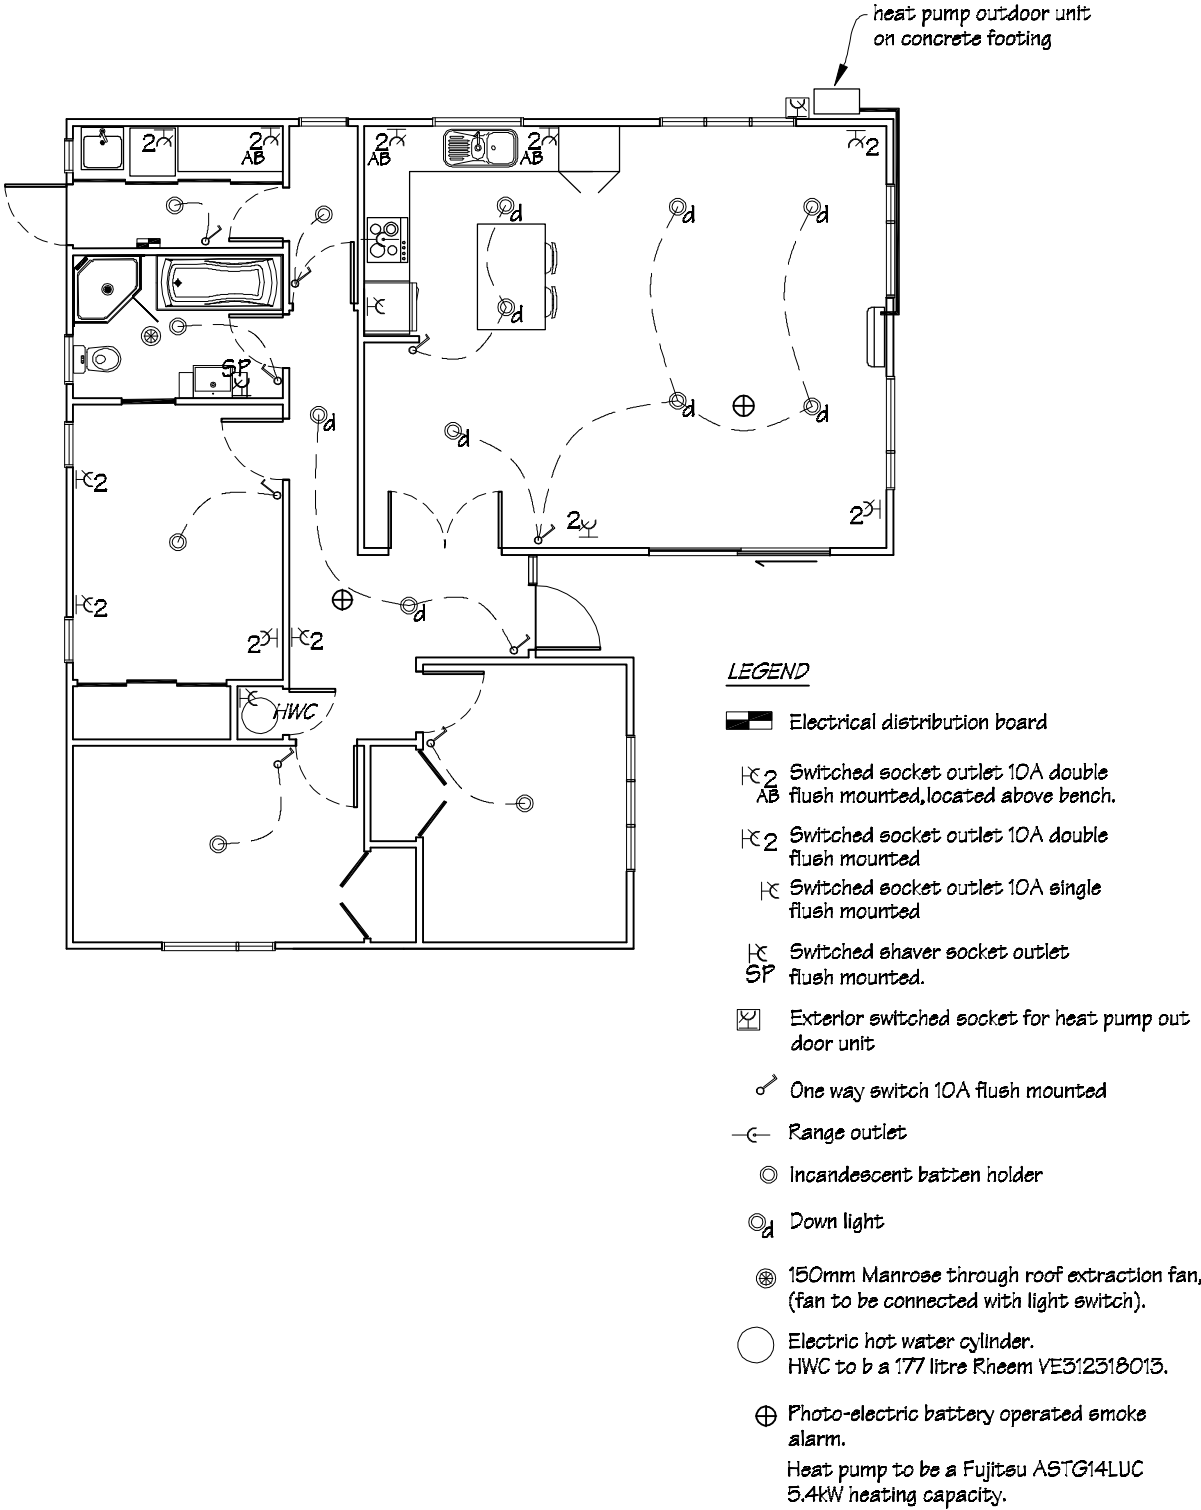 heat pump outdoor unit
on concrete footing
2
2
AB
2
AB
2
AB
2
d
d
d
d
SP
d
d
d
d
2
2
2
2
d
2
2
HWC
LEGEND
Electrical distribution board
2 Switched socket outlet 10A double
AB flush mounted,located above bench.
2 Switched socket outlet 10A double
flush mounted
Switched socket outlet 10A single
flush mounted
Switched shaver socket outlet
SP flush mounted.
Exterior switched socket for heat pump out
door unit
One way switch 10A flush mounted
Range outlet
Incandescent batten holder
d Down light
150mm Manrose through roof extraction fan,
(fan to be connected with light switch).
Electric hot water cylinder.
HWC to b a 177 litre Rheem VE312318013.
Photo-electric battery operated smoke
alarm.
Heat pump to be a Fujitsu ASTG14LUC
5.4kW heating capacity.